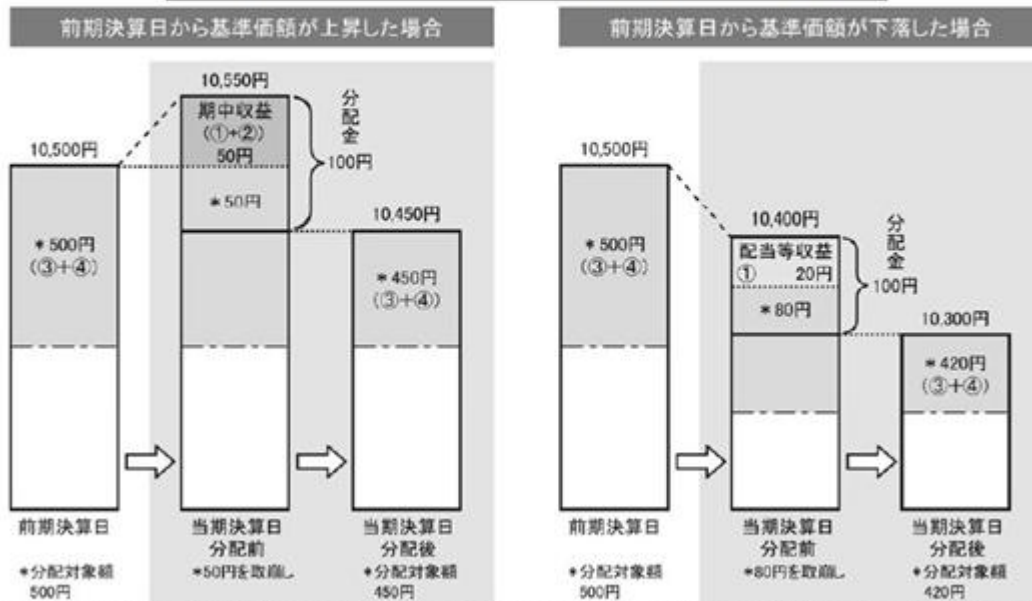 前期決算日から基準価額が上昇した場合
10,550円
期中収益
(①+②)
50円
*50円
分配金
100円
10,500円
*500円
(③+④)
10,450円
*450円
(③+④)
前期決算日
当期決算日
分配前
当期決算日
分配後
*分配対象額
500円
*50円を取崩し
*分配対象額
450円
前期決算日から基準価額が下落した場合
10,500円
*500円
(③+④)
10,400円
配当等収益
① 20円
*80円
分配金
100円
10,300円
*420円
(③+④)
前期決算日
当期決算日
分配前
当期決算日
分配後
*分配対象額
500円
*80円を取崩し
*分配対象額
420円